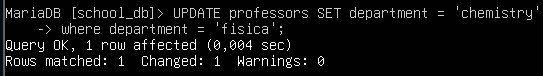 MariaDB [school_db]> UPDATE professors SET department = 'chemistry'
-> where department = 'fisica';
Query OK, 1 row affected (0,004 sec)
Rows matched: 1  Changed: 1  Warnings: 0